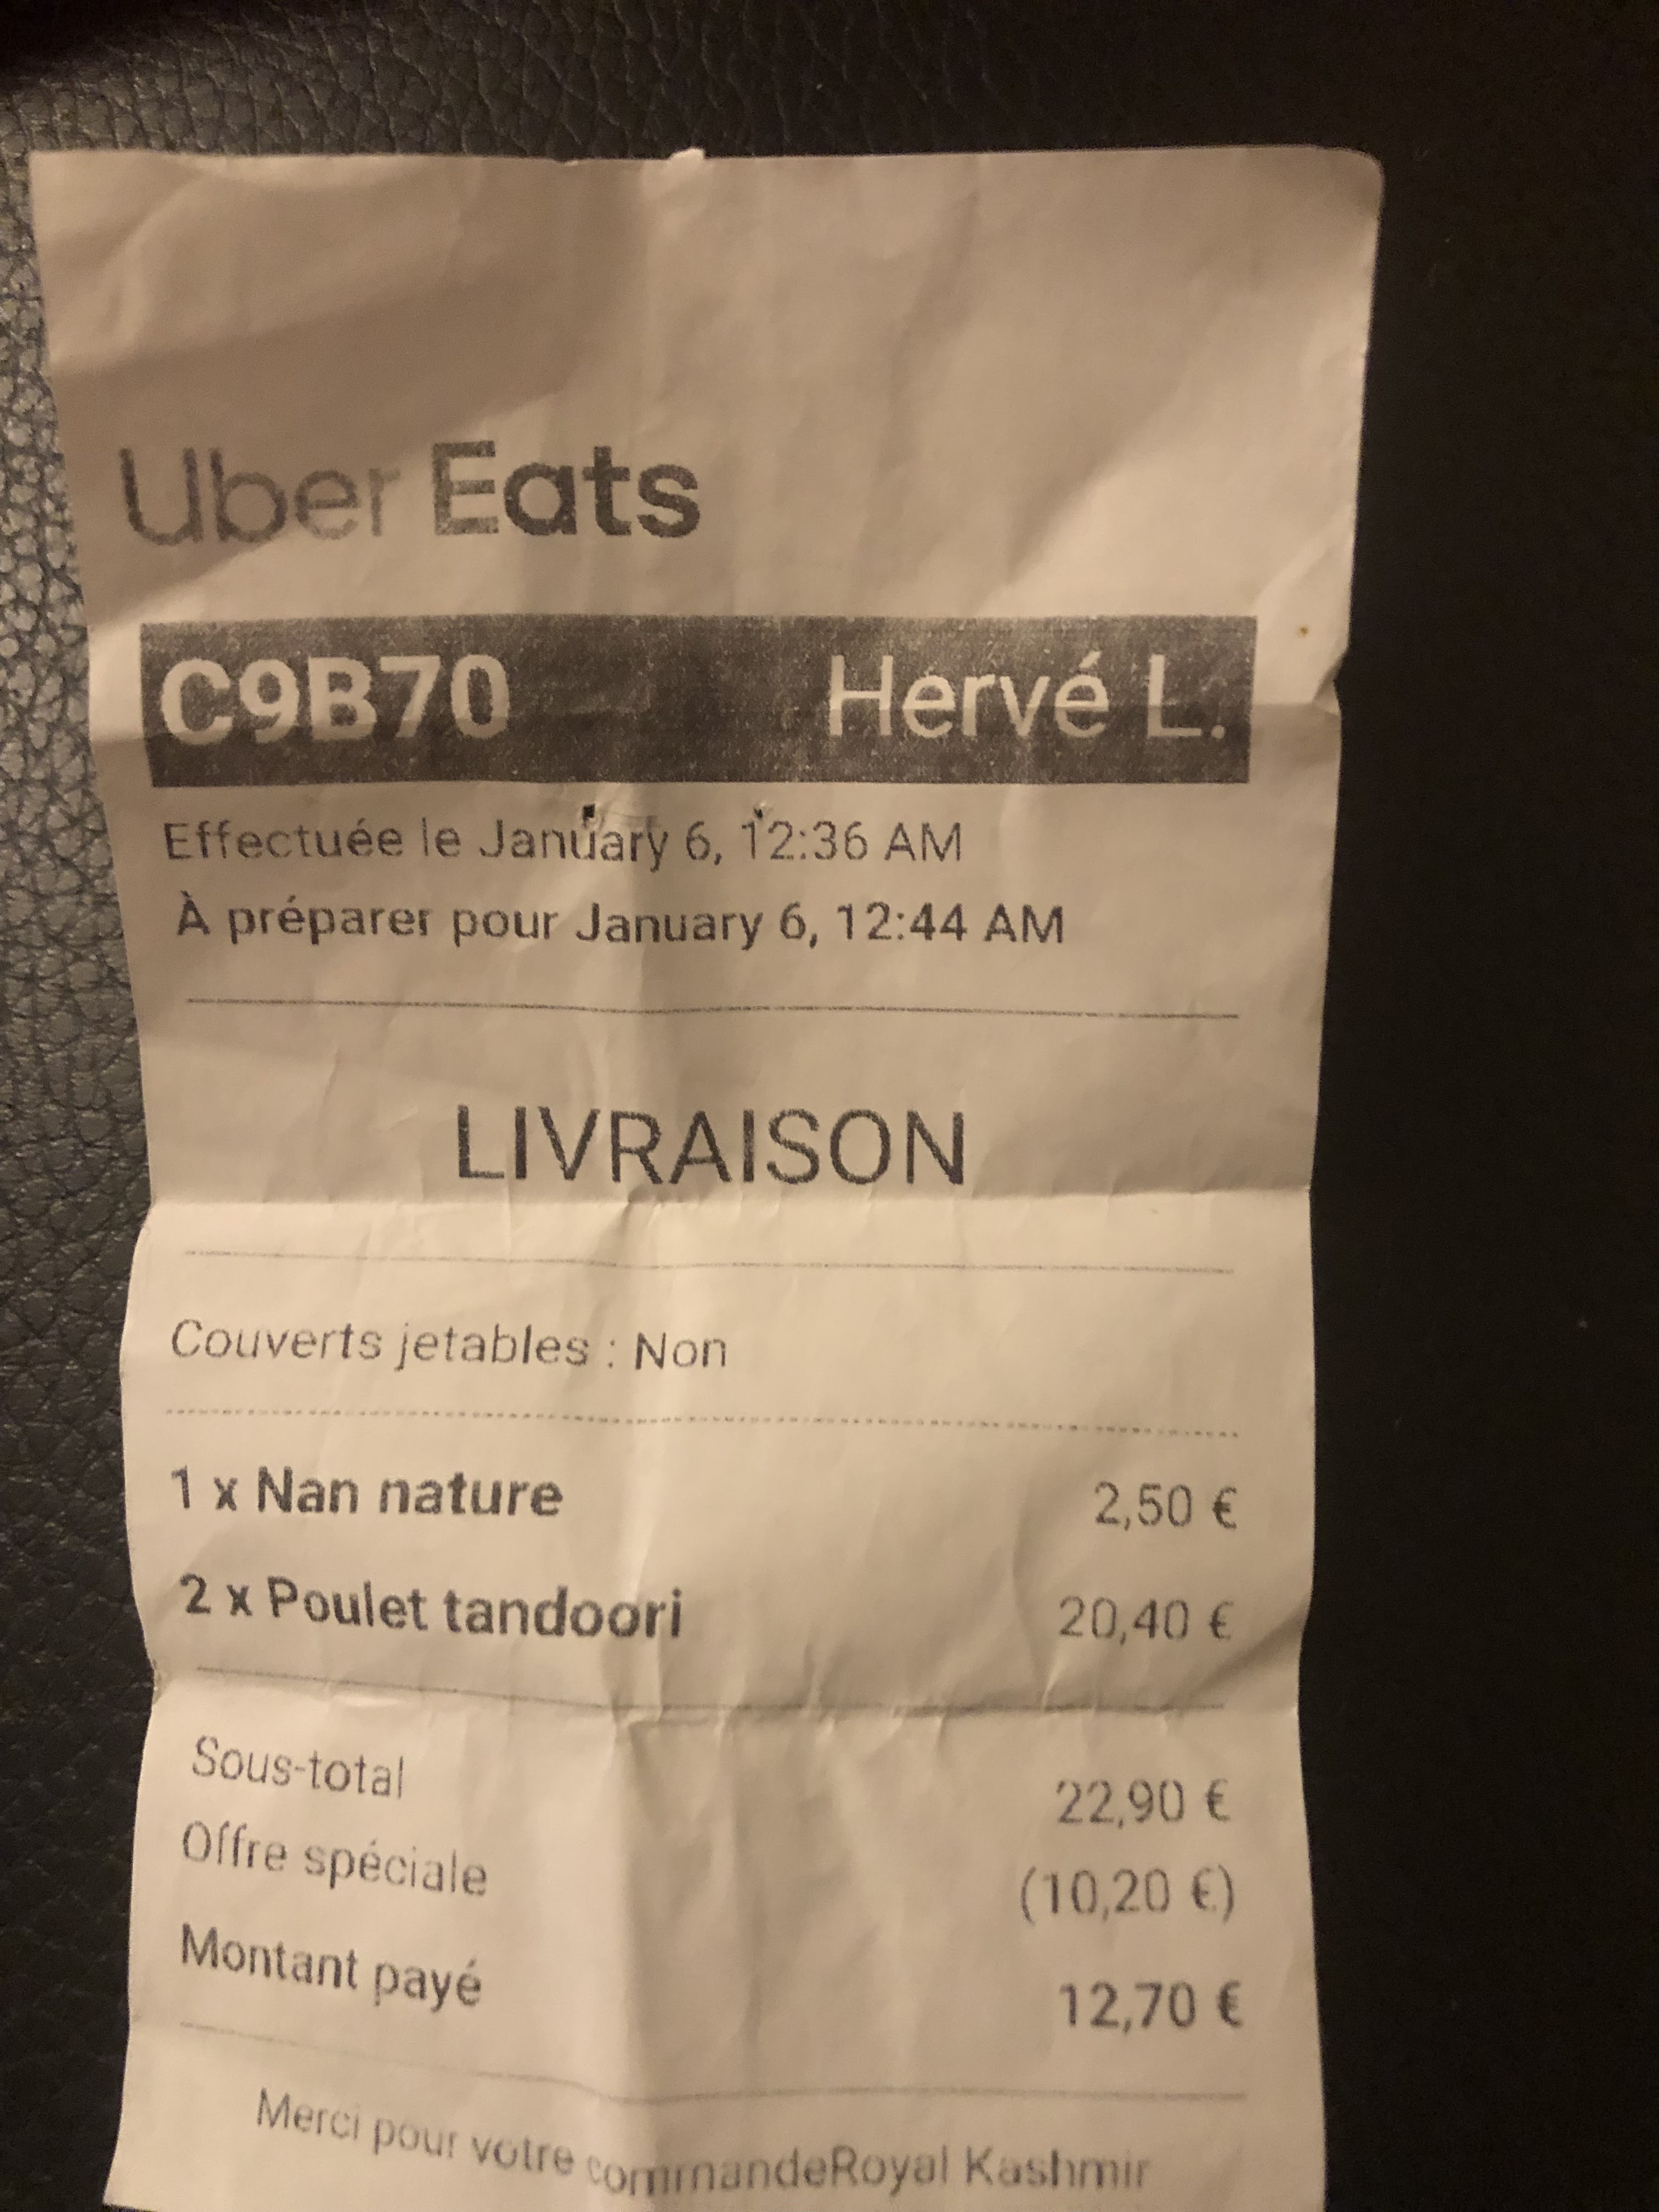 Uber Eats
C9B70 Hervé L.
Effectuée le January 6, 12:36 AM
À préparer pour January 6, 12:44 AM
LIVRAISON
Couverts jetables : Non
1 x Nan nature 2,50 €
2 x Poulet tandoori 20,40 €
Sous-total 22,90 €
Offre spéciale (10,20 €)
Montant payé 12,70 €
Merci pour votre commandeRoyal Kashmir